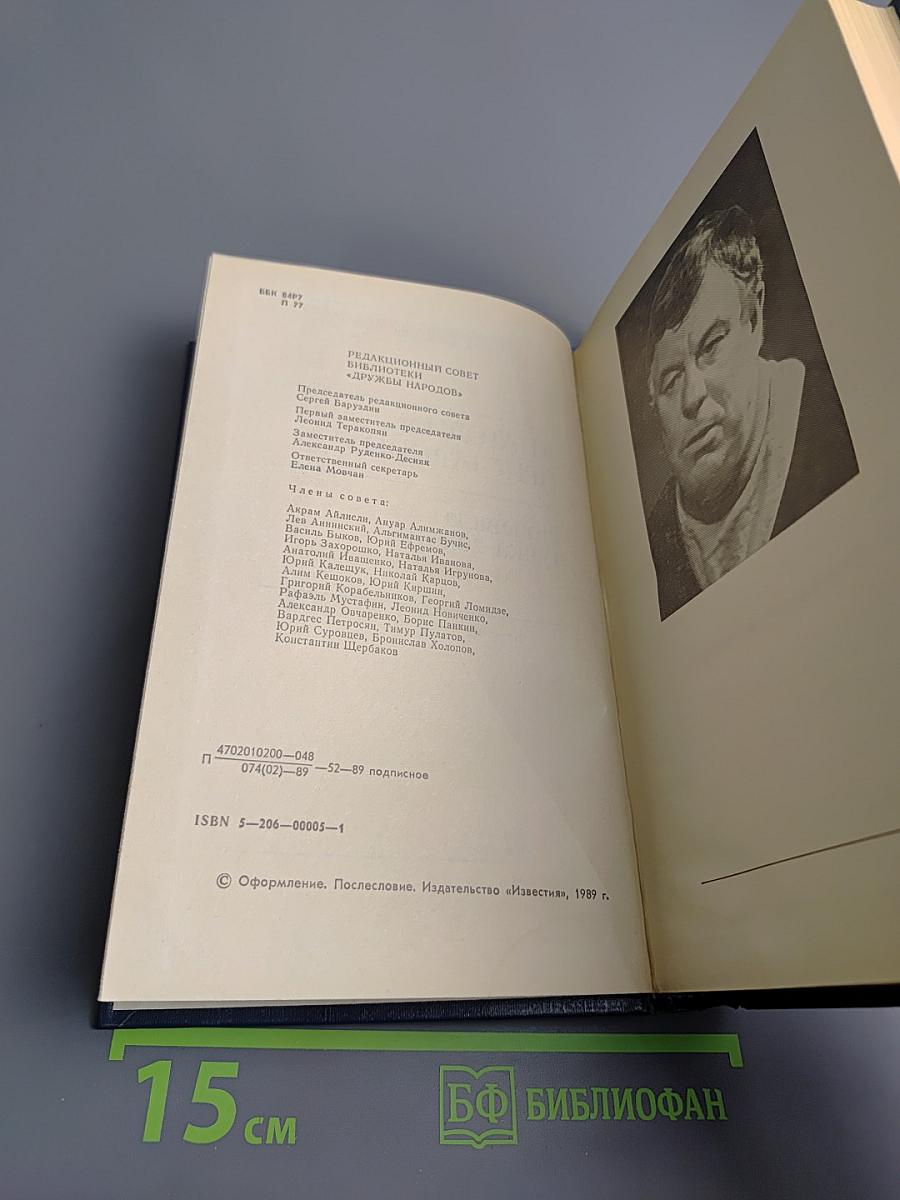 ББК 84Р7
П 77
РЕДАКЦИОННЫЙ СОВЕТ
БИБЛИОТЕКИ
«ДРУЖБЫ НАРОДОВ»
Председатель редакционного совета
Сергей Баруздин
Первый заместитель председателя
Леонид Теракопян
Заместитель председателя
Александр Руденко-Десняк
Ответственный секретарь
Елена Мовчан
Члены совета:
Акрам Айлисли, Ануар Алимжанов,
Лев Аннинский, Альгимантас Бучис,
Василь Быков, Юрий Ефремов,
Игорь Захорошко, Наталья Иванова,
Анатолий Иващенко, Наталья Игрунова,
Юрий Калещук, Николай Карцов,
Алим Кешоков, Юрий Киршин,
Григорий Корабельников, Георгий Ломидзе,
Рафаэль Мустафин, Леонид Новиченко,
Александр Овчаренко, Борис Панкин,
Вардгес Петросян, Тимур Пулатов,
Юрий Суровцев, Бронислав Холопов,
Константин Щербаков
П 4702010200—048
074(02)—89 —52—89 подписное
ISBN 5—206—00005—1
© Оформление. Послесловие. Издательство «Известия», 1989 г.
15 см
БФ БИБЛИОФАН